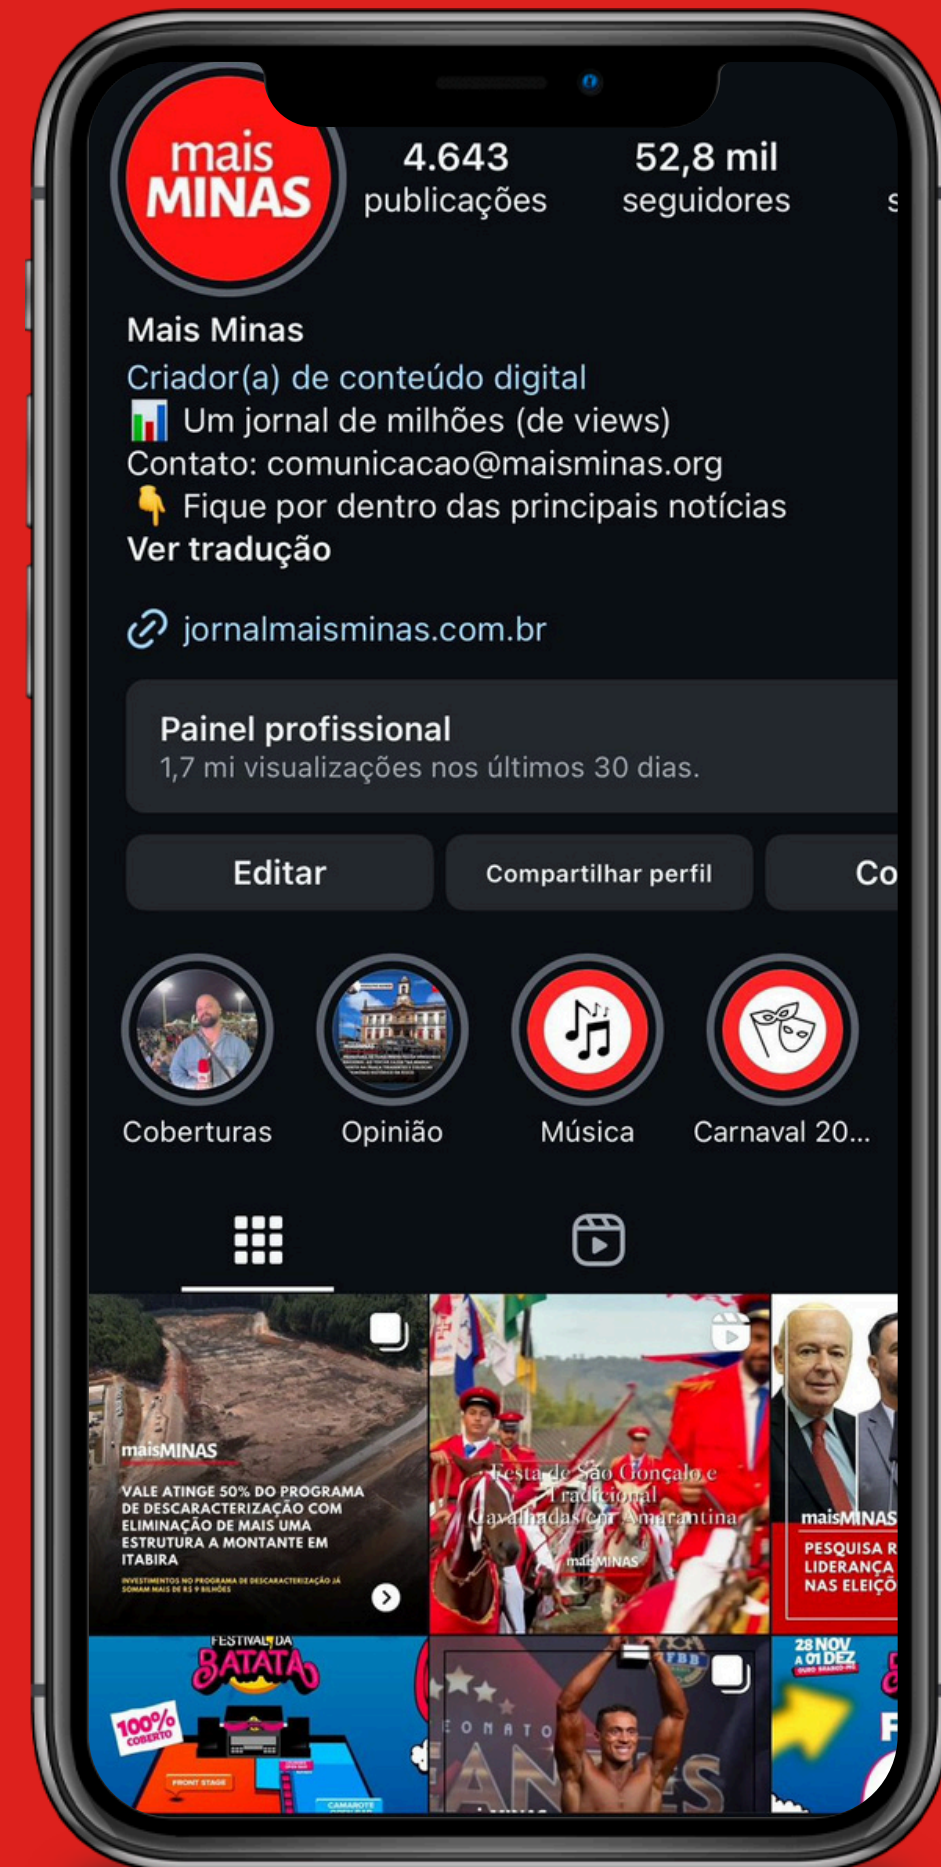 mais
MINAS
4.643
publicações
52,8 mil
seguidores
s
Mais Minas
Criador(a) de conteúdo digital
Um jornal de milhões (de views)
Contato: comunicacao@maisminas.org
Fique por dentro das principais notícias
Ver tradução
jornalmaisminas.com.br
Painel profissional
1,7 mi visualizações nos últimos 30 dias.
Editar
Compartilhar perfil
Co
Coberturas
Opinião
Música
Carnaval 20...
maisMINAS
VALE ATINGE 50% DO PROGRAMA
DE DESCARACTERIZAÇÃO COM
ELIMINAÇÃO DE MAIS UMA
ESTRUTURA A MONTANTE EM
ITABIRA
INVESTIMENTOS NO PROGRAMA DE DESCARACTERIZAÇÃO JÁ
SOMAM MAIS DE R$ 9 BILHÕES
Festa de São Gonçalo e
Tradicional
Cavalhadas em Amarantina
maisMINAS
maisMINAS
PESQUISA R
LIDERANÇA
NAS ELEIÇÕ
FESTIVAL DA
BATATA
100%
COBERTO
FRONT STAGE
CAMAROTE
FBB
EONATO
28 NOV
A 01 DEZ
OURO BRANCO-MG
F